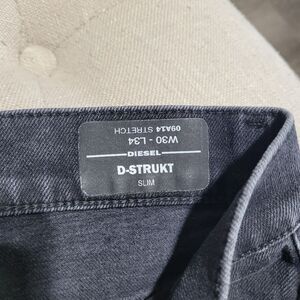 09A14 STRETCH
W30 - L34
DIESEL
D-STRUKT
SLIM